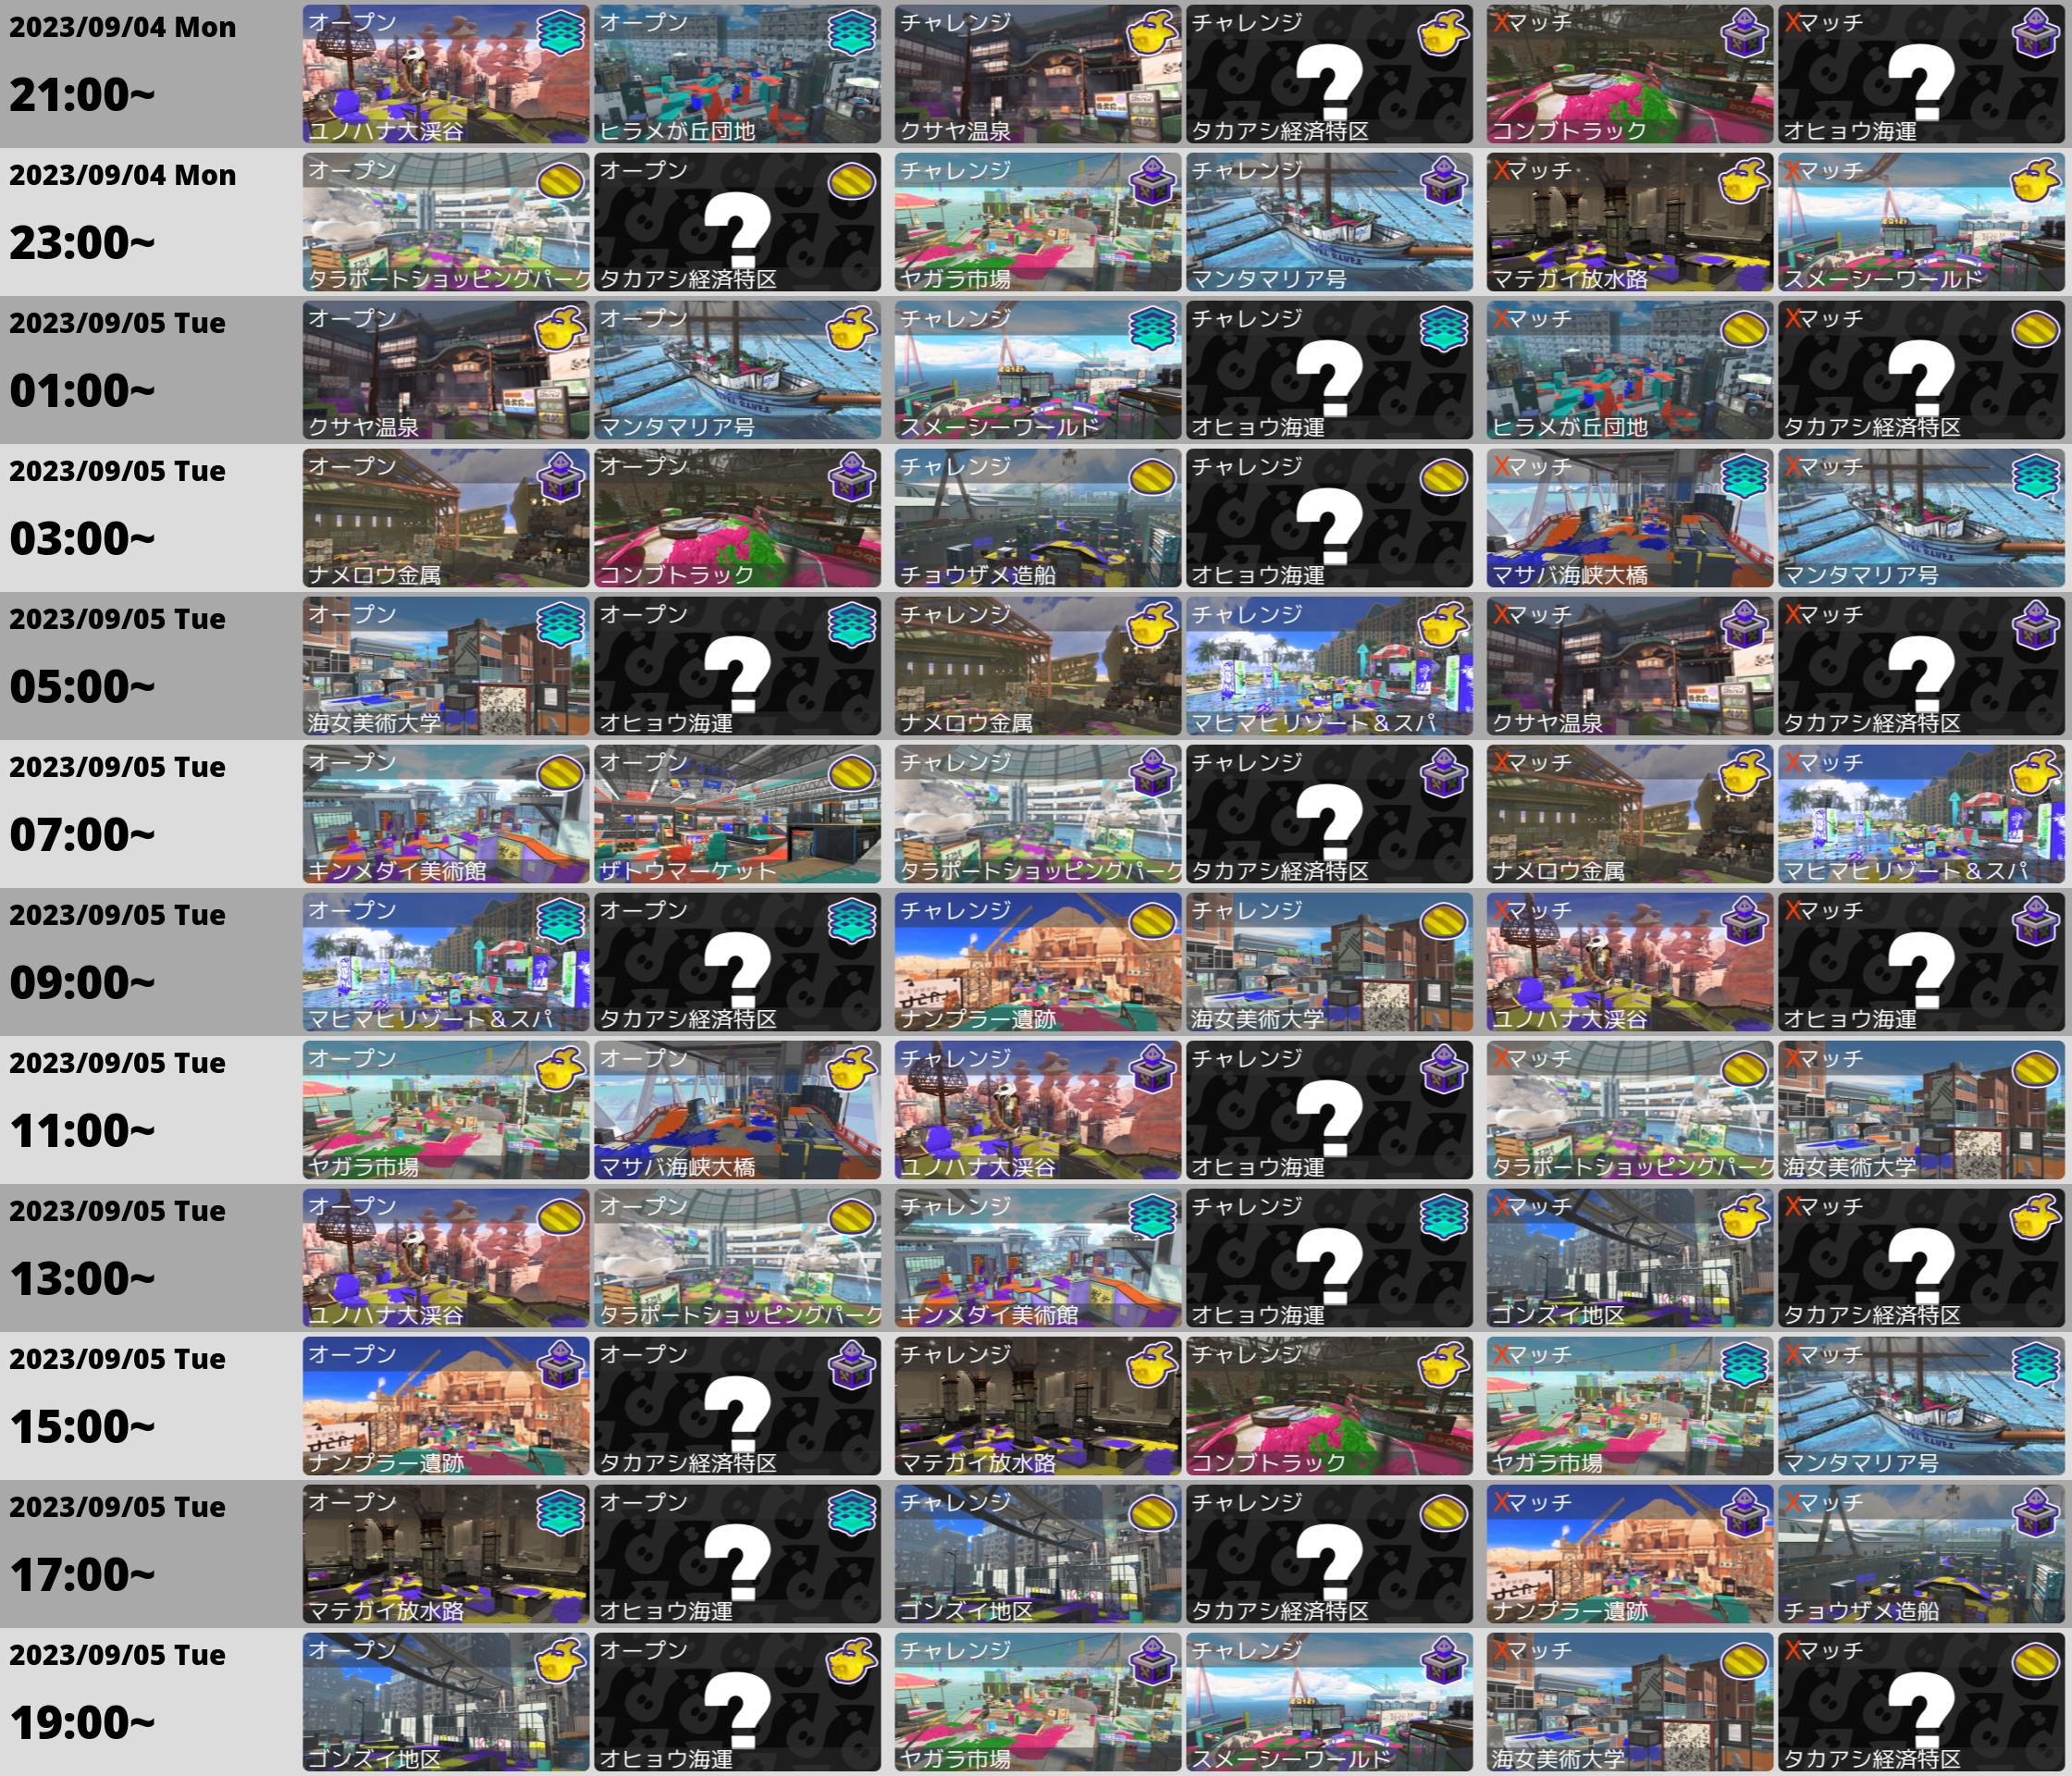 2023/09/04 Mon
21:00~
オープン
ユノハナ大渓谷
オープン
ヒラメが丘団地
チャレンジ
クサヤ温泉
チャレンジ
?
タカアシ経済特区
Xマッチ
コンブトラック
Xマッチ
?
オヒョウ海運
2023/09/04 Mon
23:00~
オープン
タラポートショッピングパーク
オープン
?
タカアシ経済特区
チャレンジ
ヤガラ市場
チャレンジ
マンタマリア号
Xマッチ
マテガイ放水路
Xマッチ
スメーシーワールド
2023/09/05 Tue
01:00~
オープン
クサヤ温泉
オープン
マンタマリア号
チャレンジ
スメーシーワールド
チャレンジ
?
オヒョウ海運
Xマッチ
ヒラメが丘団地
Xマッチ
?
タカアシ経済特区
2023/09/05 Tue
03:00~
オープン
ナメロウ金属
オープン
コンブトラック
チャレンジ
チョウザメ造船
チャレンジ
?
オヒョウ海運
Xマッチ
マサバ海峡大橋
Xマッチ
マンタマリア号
2023/09/05 Tue
05:00~
オープン
海女美術大学
オープン
?
オヒョウ海運
チャレンジ
ナメロウ金属
チャレンジ
マヒマヒリゾート&スパ
Xマッチ
クサヤ温泉
Xマッチ
?
タカアシ経済特区
2023/09/05 Tue
07:00~
オープン
キンメダイ美術館
オープン
ザトウマーケット
チャレンジ
タラポートショッピングパーク
チャレンジ
?
タカアシ経済特区
Xマッチ
ナメロウ金属
Xマッチ
マヒマヒリゾート&スパ
2023/09/05 Tue
09:00~
オープン
マヒマヒリゾート&スパ
オープン
?
タカアシ経済特区
チャレンジ
ナンプラー遺跡
チャレンジ
海女美術大学
Xマッチ
ユノハナ大渓谷
Xマッチ
?
オヒョウ海運
2023/09/05 Tue
11:00~
オープン
ヤガラ市場
オープン
マサバ海峡大橋
チャレンジ
ユノハナ大渓谷
チャレンジ
?
オヒョウ海運
Xマッチ
タラポートショッピングパーク
Xマッチ
海女美術大学
2023/09/05 Tue
13:00~
オープン
ユノハナ大渓谷
オープン
タラポートショッピングパーク
チャレンジ
キンメダイ美術館
チャレンジ
?
オヒョウ海運
Xマッチ
ゴンズイ地区
Xマッチ
?
タカアシ経済特区
2023/09/05 Tue
15:00~
オープン
ナンプラー遺跡
オープン
?
タカアシ経済特区
チャレンジ
マテガイ放水路
チャレンジ
コンブトラック
Xマッチ
ヤガラ市場
Xマッチ
マンタマリア号
2023/09/05 Tue
17:00~
オープン
マテガイ放水路
オープン
?
オヒョウ海運
チャレンジ
ゴンズイ地区
チャレンジ
?
タカアシ経済特区
Xマッチ
ナンプラー遺跡
Xマッチ
チョウザメ造船
2023/09/05 Tue
19:00~
オープン
ゴンズイ地区
オープン
?
オヒョウ海運
チャレンジ
ヤガラ市場
チャレンジ
スメーシーワールド
Xマッチ
海女美術大学
Xマッチ
?
タカアシ経済特区